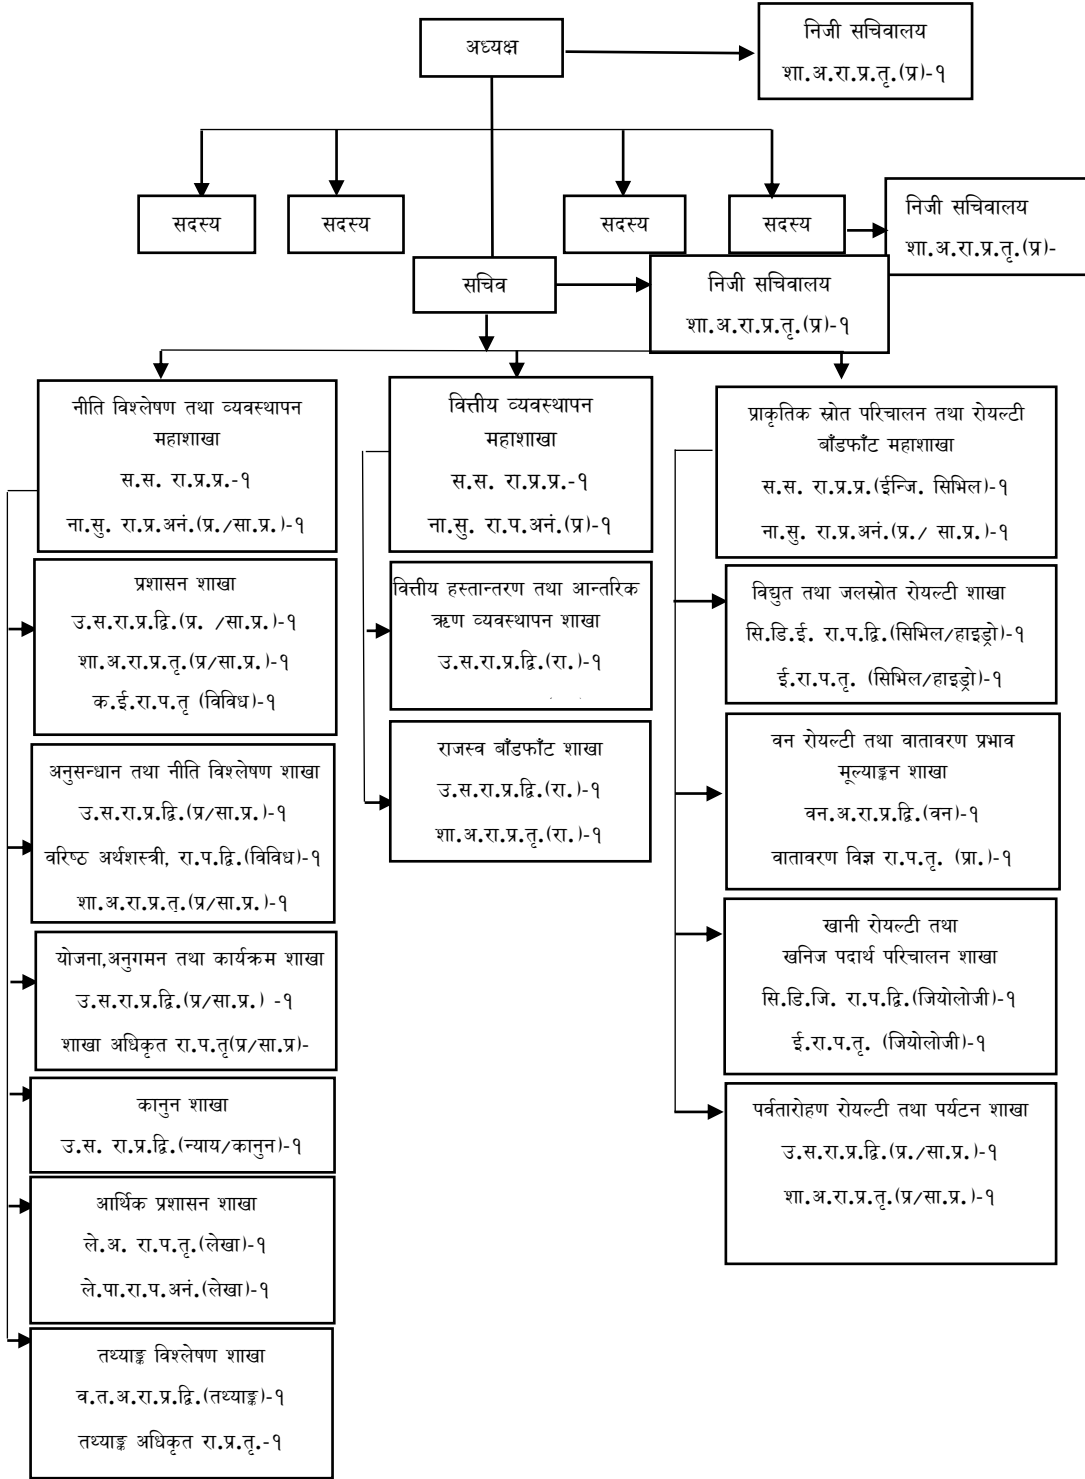 अध्यक्ष
निजी सचिवालय
शा.अ.रा.प्र.तृ.(प्र)-१
सदस्य
सदस्य
सदस्य
सदस्य
निजी सचिवालय
शा.अ.रा.प्र.तृ.(प्र)-
सचिव
निजी सचिवालय
शा.अ.रा.प्र.तृ.(प्र)-१
नीति विश्लेषण तथा व्यवस्थापन
महाशाखा
स.स. रा.प्र.प्र.-१
ना.सु. रा.प्र.अनं.(प्र./सा.प्र.)-१
प्रशासन शाखा
उ.स.रा.प्र.द्वि.(प्र. /सा.प्र.)-१
शा.अ.रा.प्र.तृ.(प्र/सा.प्र.)-१
क.ई.रा.प.तृ (विविध)-१
अनुसन्धान तथा नीति विश्लेषण शाखा
उ.स.रा.प्र.द्वि.(प्र/सा.प्र.)-१
वरिष्ठ अर्थशस्त्री, रा.प.द्वि.(विविध)-१
शा.अ.रा.प्र.तृ.(प्र/सा.प्र.)-१
योजना,अनुगमन तथा कार्यक्रम शाखा
उ.स.रा.प्र.द्वि.(प्र/सा.प्र.) -१
शाखा अधिकृत रा.प.तृ(प्र/सा.प्र)-
कानुन शाखा
उ.स. रा.प्र.द्वि.(न्याय/कानुन)-१
आर्थिक प्रशासन शाखा
ले.अ. रा.प.तृ.(लेखा)-१
ले.पा.रा.प.अनं.(लेखा)-१
तथ्याङ्क विश्लेषण शाखा
व.त.अ.रा.प्र.द्वि.(तथ्याङ्क)-१
तथ्याङ्क अधिकृत रा.प्र.तृ.-१
वित्तीय व्यवस्थापन
महाशाखा
स.स. रा.प्र.प्र.-१
ना.सु. रा.प.अनं.(प्र)-१
वित्तीय हस्तान्तरण तथा आन्तरिक
ऋण व्यवस्थापन शाखा
उ.स.रा.प्र.द्वि.(रा.)-१
राजस्व बाँडफाँट शाखा
उ.स.रा.प्र.द्वि.(रा.)-१
शा.अ.रा.प्र.तृ.(रा.)-१
प्राकृतिक स्रोत परिचालन तथा रोयल्टी
बाँडफाँट महाशाखा
स.स. रा.प्र.प्र.(ईन्जि. सिभिल)-१
ना.सु. रा.प्र.अनं.(प्र./ सा.प्र.)-१
विद्युत तथा जलस्रोत रोयल्टी शाखा
सि.डि.ई. रा.प.द्वि.(सिभिल/हाइड्रो)-१
ई.रा.प.तृ. (सिभिल/हाइड्रो)-१
वन रोयल्टी तथा वातावरण प्रभाव
मूल्याङ्कन शाखा
वन.अ.रा.प्र.द्वि.(वन)-१
वातावरण विज्ञ रा.प.तृ. (प्रा.)-१
खानी रोयल्टी तथा
खनिज पदार्थ परिचालन शाखा
सि.डि.जि. रा.प.द्वि.(जियोलोजी)-१
ई.रा.प.तृ. (जियोलोजी)-१
पर्वतारोहण रोयल्टी तथा पर्यटन शाखा
उ.स.रा.प्र.द्वि.(प्र./सा.प्र.)-१
शा.अ.रा.प्र.तृ.(प्र/सा.प्र.)-१